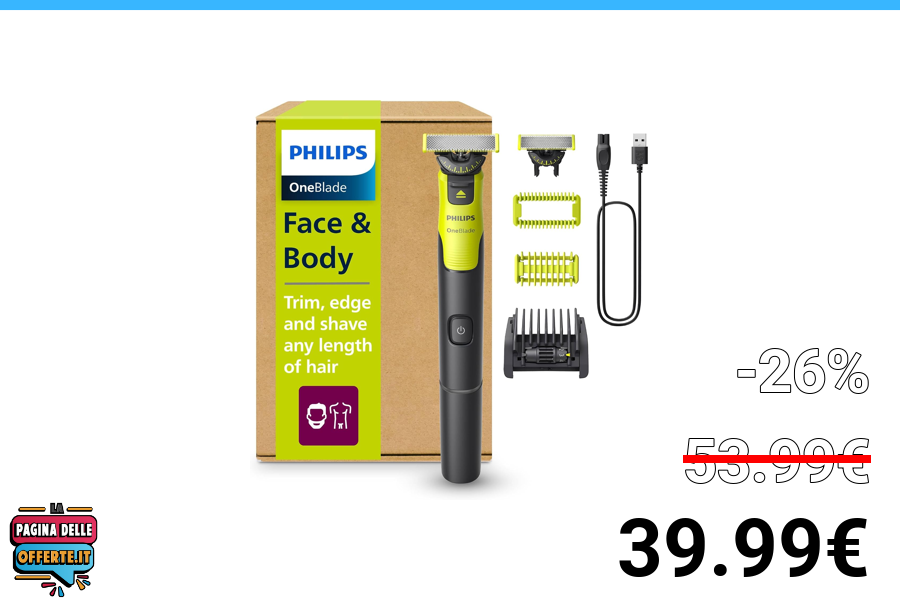 PHILIPS
OneBlade
Face &
Body
Trim, edge
and shave
any length
of hair
PHILIPS
OneBlade
-26%
53.99€
39.99€
LA
PAGINA DELLE
OFFERTE.IT